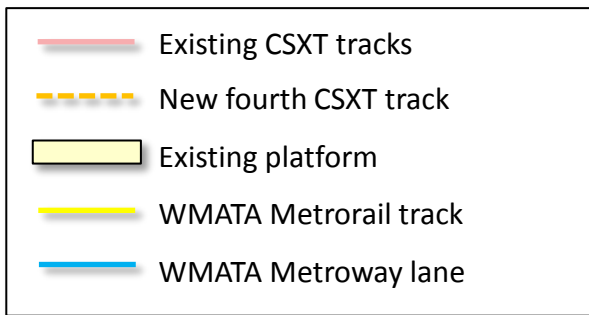 Existing CSXT tracks
New fourth CSXT track
Existing platform
WMATA Metrorail track
WMATA Metroway lane